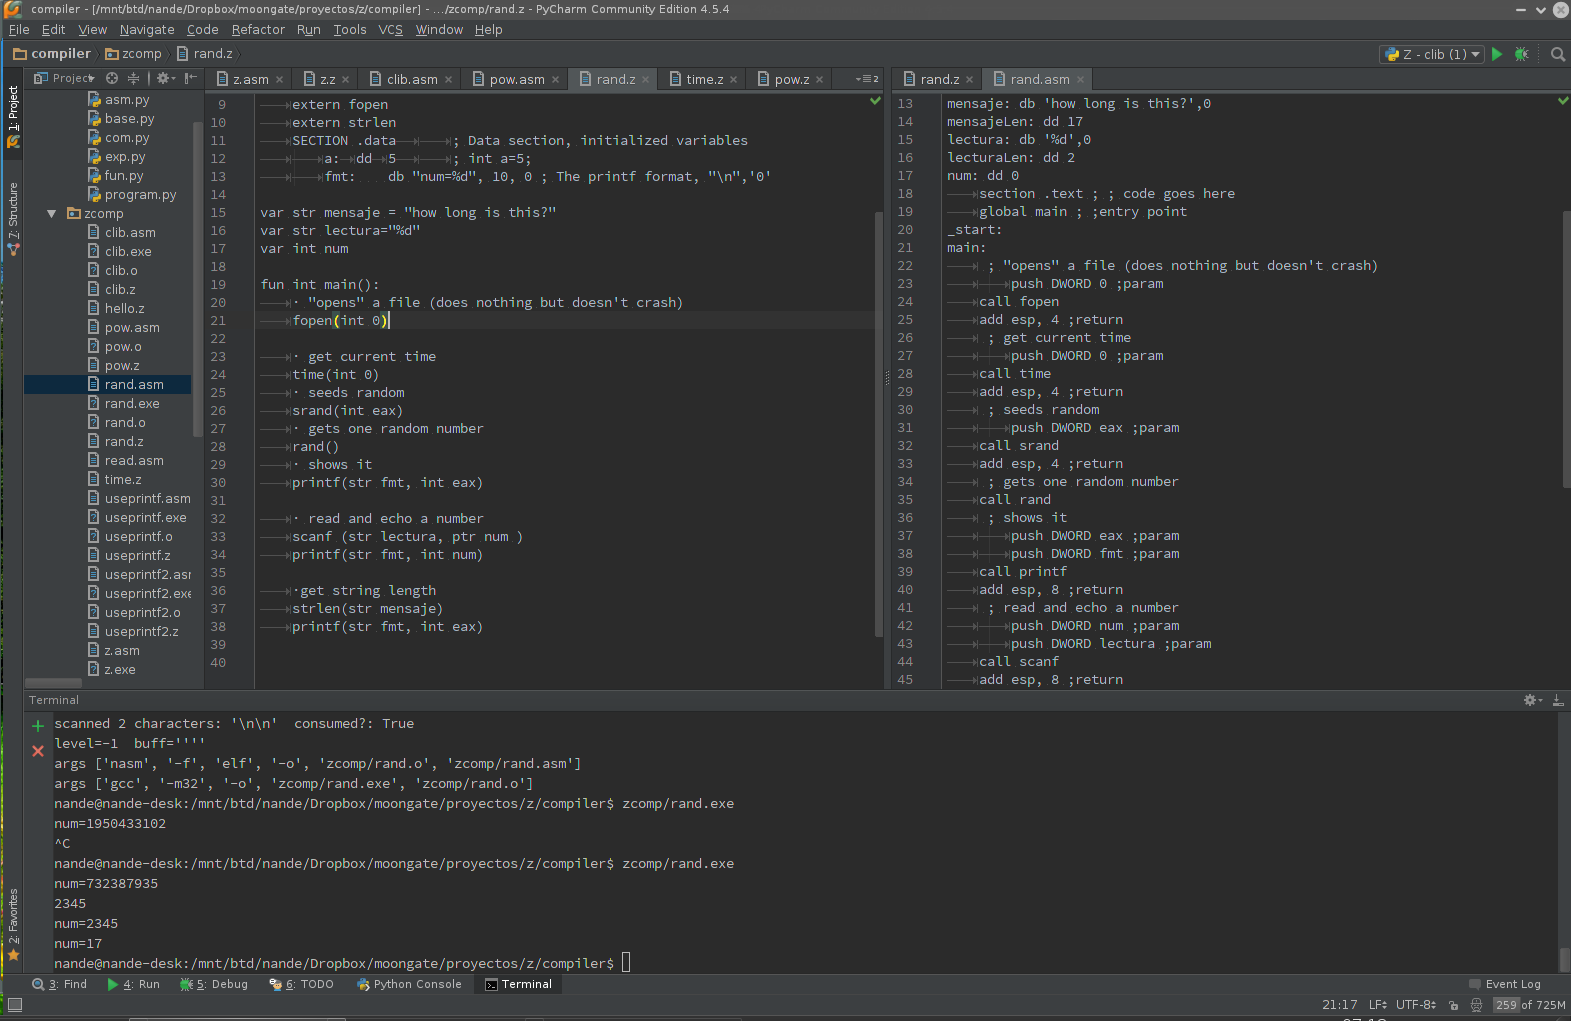 compiler - [/mnt/btd/nande/Dropbox/moongate/proyectos/z/compiler] - .../zcomp/rand.z - PyCharm Community Edition 4.5.4
File Edit View Navigate Code Refactor Run Tools VCS Window Help
compiler zcomp rand.z
Z - clib (1)
1: Project
7: Structure
2: Favorites
Project
asm.py
base.py
com.py
exp.py
fun.py
program.py
zcomp
clib.asm
clib.exe
clib.o
clib.z
hello.z
pow.asm
pow.o
pow.z
rand.asm
rand.exe
rand.o
rand.z
read.asm
time.z
useprintf.asm
useprintf.exe
useprintf.o
useprintf.z
useprintf2.asm
useprintf2.exe
useprintf2.o
useprintf2.z
z.asm
z.exe
z.asm z.z clib.asm pow.asm rand.z time.z pow.z 2
9 extern fopen
10 extern strlen
11 SECTION .data ; Data section, initialized variables
12 a: dd 5 ; int a=5;
13 fmt: db "num=%d", 10, 0 ; The printf format, "\n",'0'
14
15 var str mensaje = "how long is this?"
16 var str lectura="%d"
17 var int num
18
19 fun int main():
20 · "opens" a file (does nothing but doesn't crash)
21 fopen(int 0)
22
23 · get current time
24 time(int 0)
25 · seeds random
26 srand(int eax)
27 · gets one random number
28 rand()
29 · shows it
30 printf(str fmt, int eax)
31
32 · read and echo a number
33 scanf (str lectura, ptr num )
34 printf(str fmt, int num)
35
36 ·get string length
37 strlen(str mensaje)
38 printf(str fmt, int eax)
39
40
rand.z rand.asm
13 mensaje: db 'how long is this?',0
14 mensajeLen: dd 17
15 lectura: db '%d',0
16 lecturaLen: dd 2
17 num: dd 0
18 section .text ; ; code goes here
19 global main ; ;entry point
20 _start:
21 main:
22 ; "opens" a file (does nothing but doesn't crash)
23 push DWORD 0 ;param
24 call fopen
25 add esp, 4 ;return
26 ; get current time
27 push DWORD 0 ;param
28 call time
29 add esp, 4 ;return
30 ; seeds random
31 push DWORD eax ;param
32 call srand
33 add esp, 4 ;return
34 ; gets one random number
35 call rand
36 ; shows it
37 push DWORD eax ;param
38 push DWORD fmt ;param
39 call printf
40 add esp, 8 ;return
41 ; read and echo a number
42 push DWORD num ;param
43 push DWORD lectura ;param
44 call scanf
45 add esp, 8 ;return
Terminal
scanned 2 characters: '\n\n'  consumed?: True
level=-1  buff=''''
args ['nasm', '-f', 'elf', '-o', 'zcomp/rand.o', 'zcomp/rand.asm']
args ['gcc', '-m32', '-o', 'zcomp/rand.exe', 'zcomp/rand.o']
nande@nande-desk:/mnt/btd/nande/Dropbox/moongate/proyectos/z/compiler$ zcomp/rand.exe
num=1950433102
^C
nande@nande-desk:/mnt/btd/nande/Dropbox/moongate/proyectos/z/compiler$ zcomp/rand.exe
num=732387935
2345
num=2345
num=17
nande@nande-desk:/mnt/btd/nande/Dropbox/moongate/proyectos/z/compiler$
3: Find 4: Run 5: Debug 6: TODO Python Console Terminal Event Log
21:17 LF UTF-8 259 of 725M